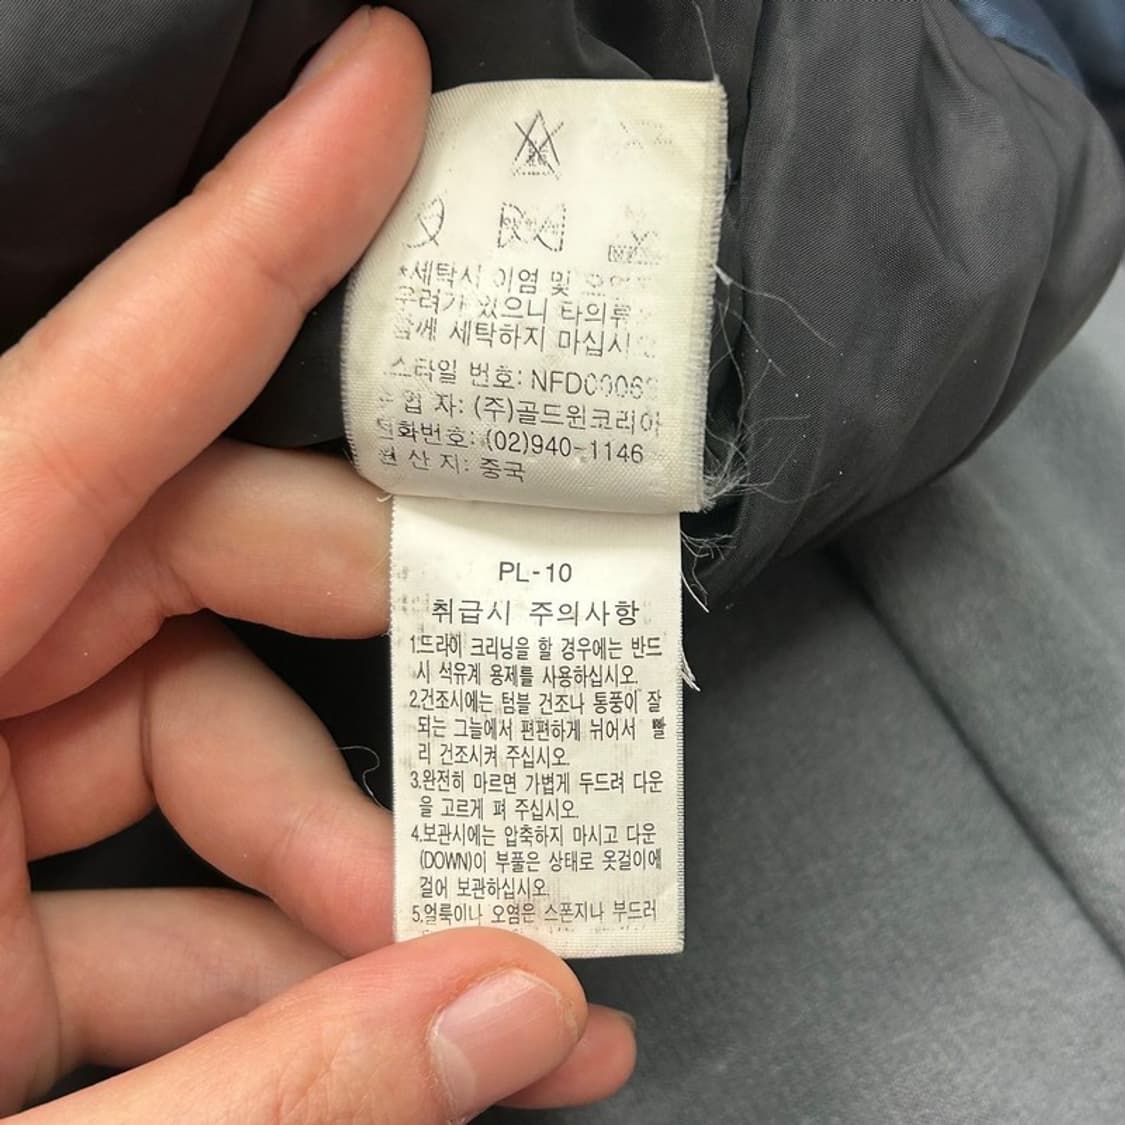 *세탁시 이염 및
우려가 있으니 타의류
함께 세탁하지 마십시오
스타일 번호:
수 입 자: (주)골드윈코리아
전화번호: (02)940-1146
원 산 지: 중국
PL-10
취급시 주의사항
1.드라이 크리닝을 할 경우에는 반드
시 석유계 용제를 사용하십시오.
2.건조시에는 텀블 건조나 통풍이 잘
되는 그늘에서 편편하게 뉘어서
리 건조시켜 주십시오.
3.완전히 마르면 가볍게 두드려 다운
을 고르게 펴 주십시오.
4.보관시에는 압축하지 마시고 다운
(DOWN)이 부풀은 상태로 옷걸이에
걸어 보관하십시오.
5.얼룩이나 오염은 스폰지나 부드러